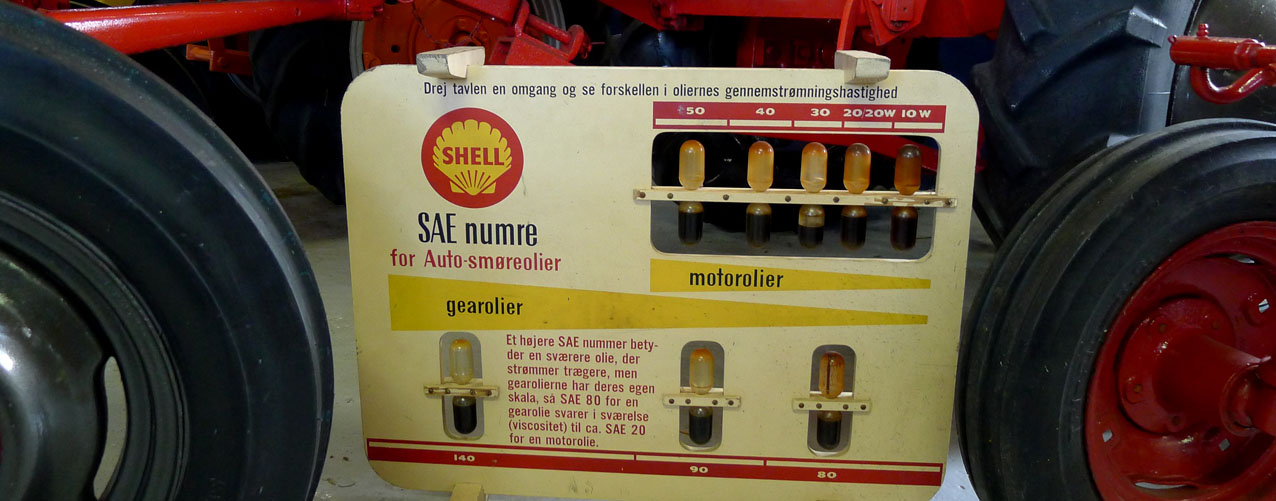 Drej tavlen en omgang og se forskellen i oliernes gennemstrømningshastighed
50 40 30 20/20W 10W
SHELL
SAE numre
for Auto-smøreolier
motorolier
gearolier
Et højere SAE nummer bety-
der en sværere olie, der
strømmer trægere, men
gearolierne har deres egen
skala, så SAE 80 for en
gearolie svarer i sværelse
(viscositet) til ca. SAE 20
for en motorolie.
140 90 80